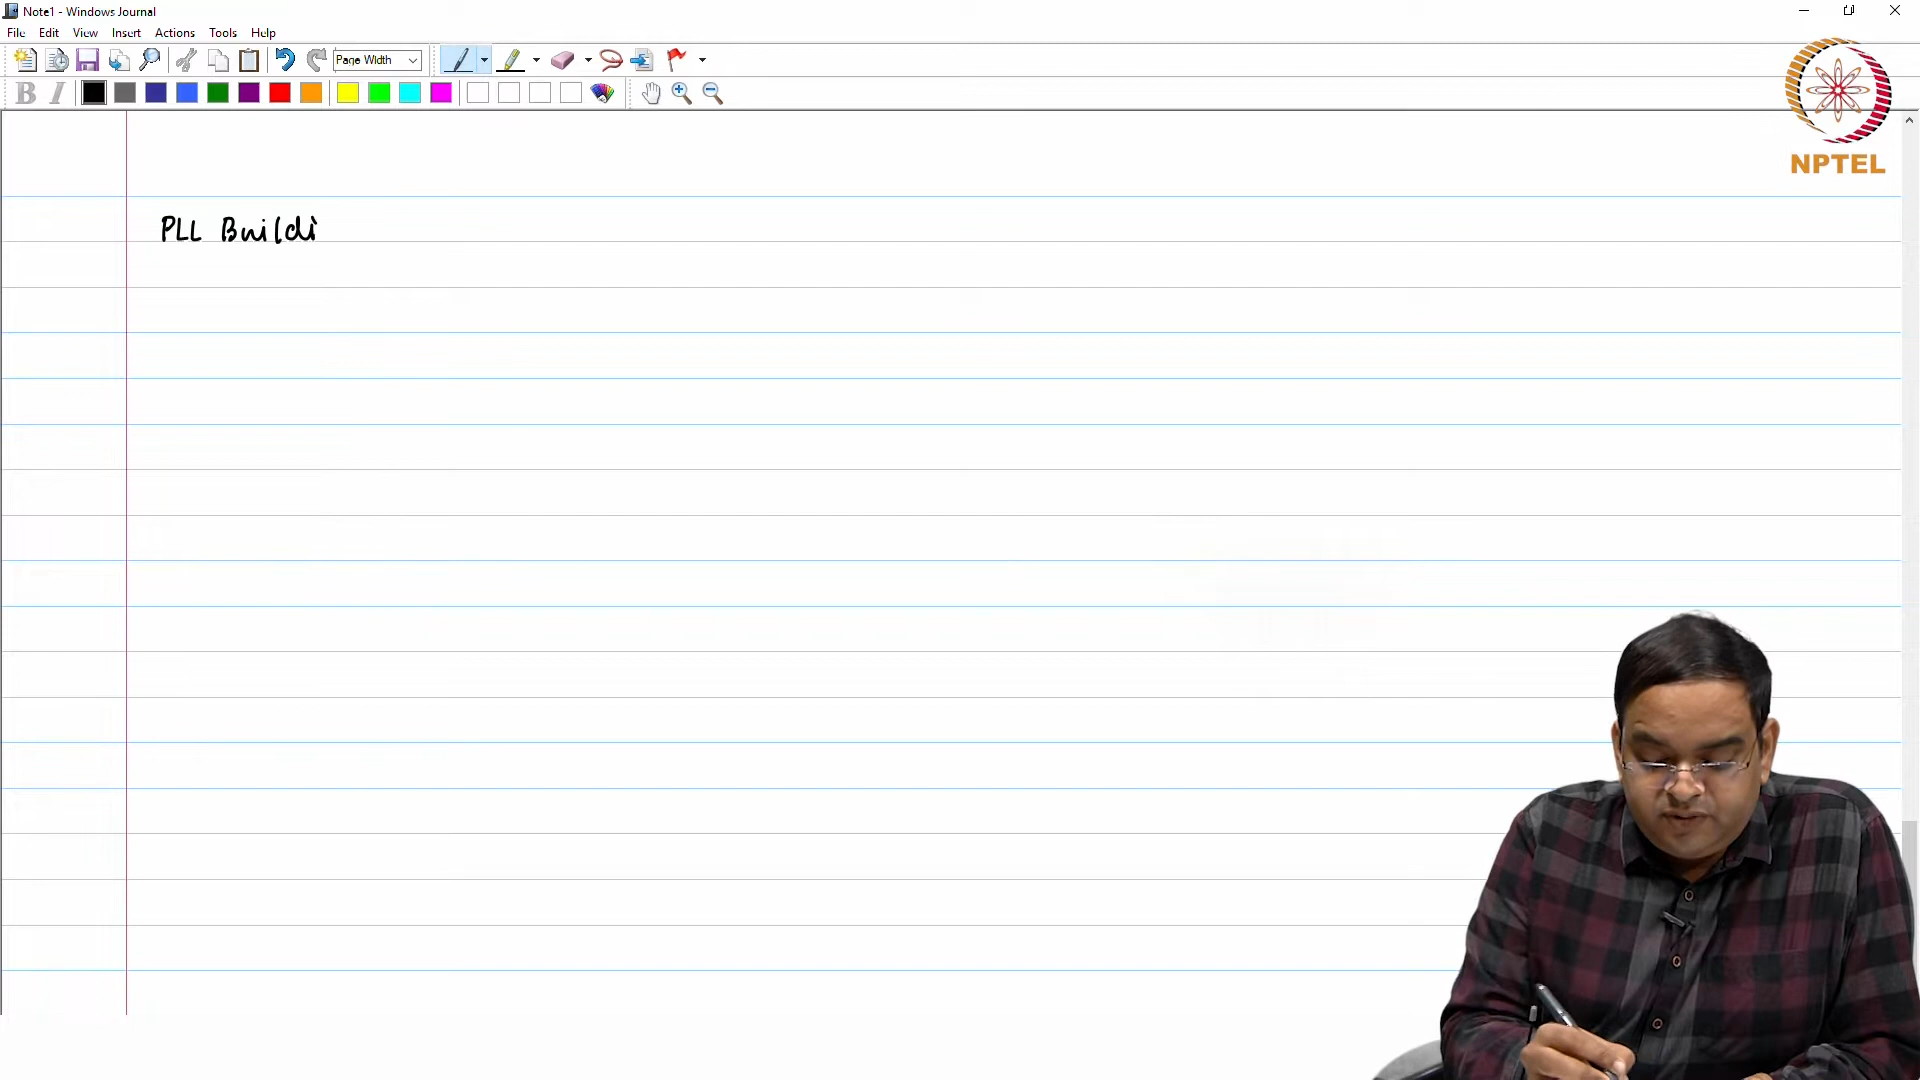 Note1 - Windows Journal
File Edit View Insert Actions Tools Help
Page Width
B I
NPTEL
PLL Buildi